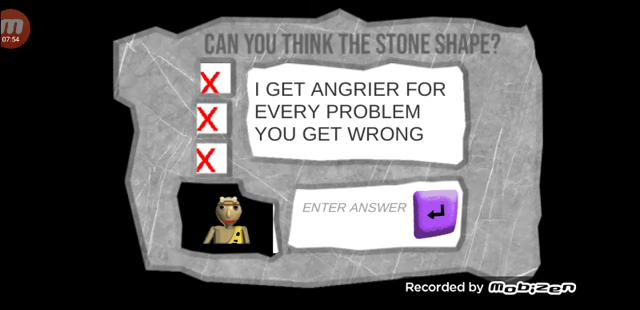 m
07:54
CAN YOU THINK THE STONE SHAPE?
X
X
X
I GET ANGRIER FOR
EVERY PROBLEM
YOU GET WRONG
ENTER ANSWER
Recorded by mobizen